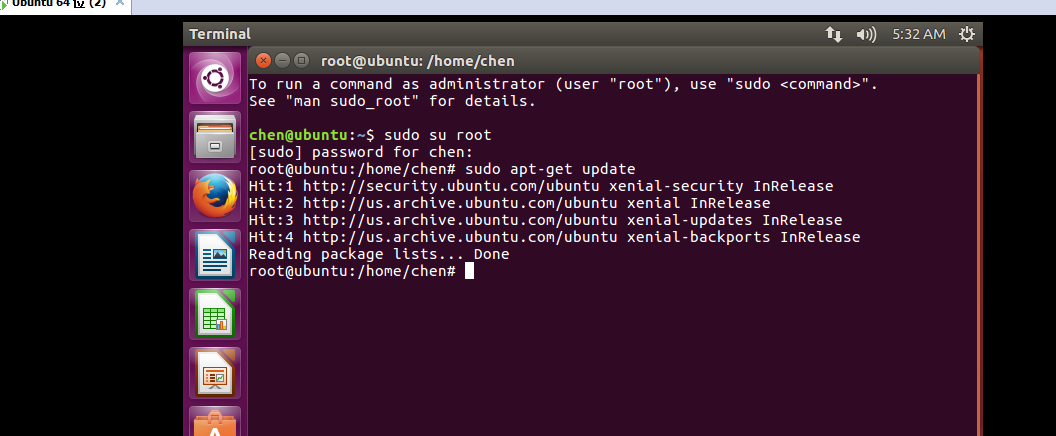 Ubuntu 64 位 (2)
Terminal
5:32 AM
root@ubuntu: /home/chen
To run a command as administrator (user "root"), use "sudo <command>".
See "man sudo_root" for details.
chen@ubuntu:~$ sudo su root
[sudo] password for chen:
root@ubuntu:/home/chen# sudo apt-get update
Hit:1 http://security.ubuntu.com/ubuntu xenial-security InRelease
Hit:2 http://us.archive.ubuntu.com/ubuntu xenial InRelease
Hit:3 http://us.archive.ubuntu.com/ubuntu xenial-updates InRelease
Hit:4 http://us.archive.ubuntu.com/ubuntu xenial-backports InRelease
Reading package lists... Done
root@ubuntu:/home/chen#